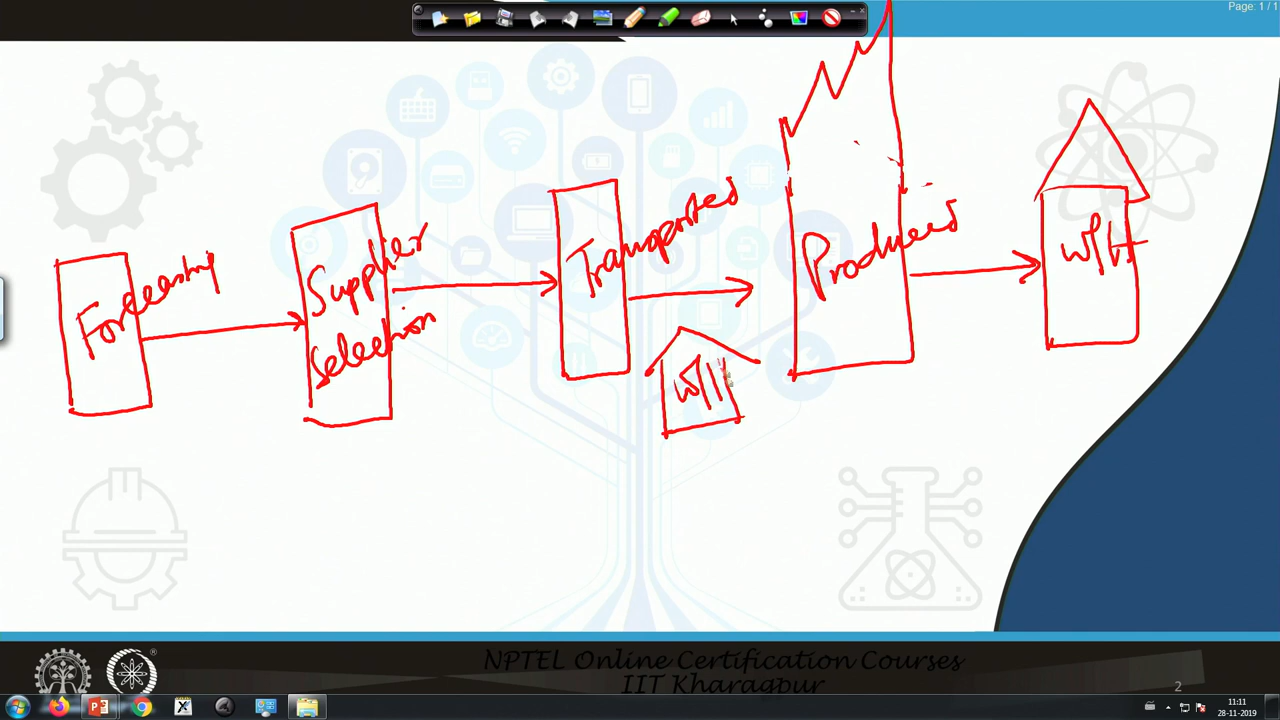 Page: 1 / 1
Forecasting
Supplier
Selection
Transported
W/H
Produced
W/H
NPTEL Online Certification Courses
IIT Kharagpur
2
11:11
28-11-2019